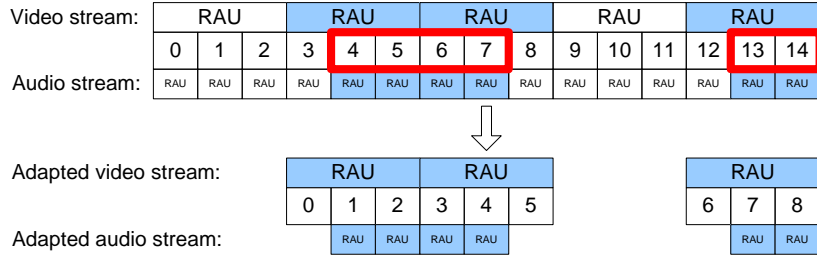 Video stream: RAU RAU RAU RAU RAU
0 1 2 3 4 5 6 7 8 9 10 11 12 13 14
Audio stream: RAU RAU RAU RAU RAU RAU RAU RAU RAU RAU RAU RAU RAU RAU RAU
Adapted video stream: RAU RAU RAU
0 1 2 3 4 5 6 7 8
Adapted audio stream: RAU RAU RAU RAU RAU RAU